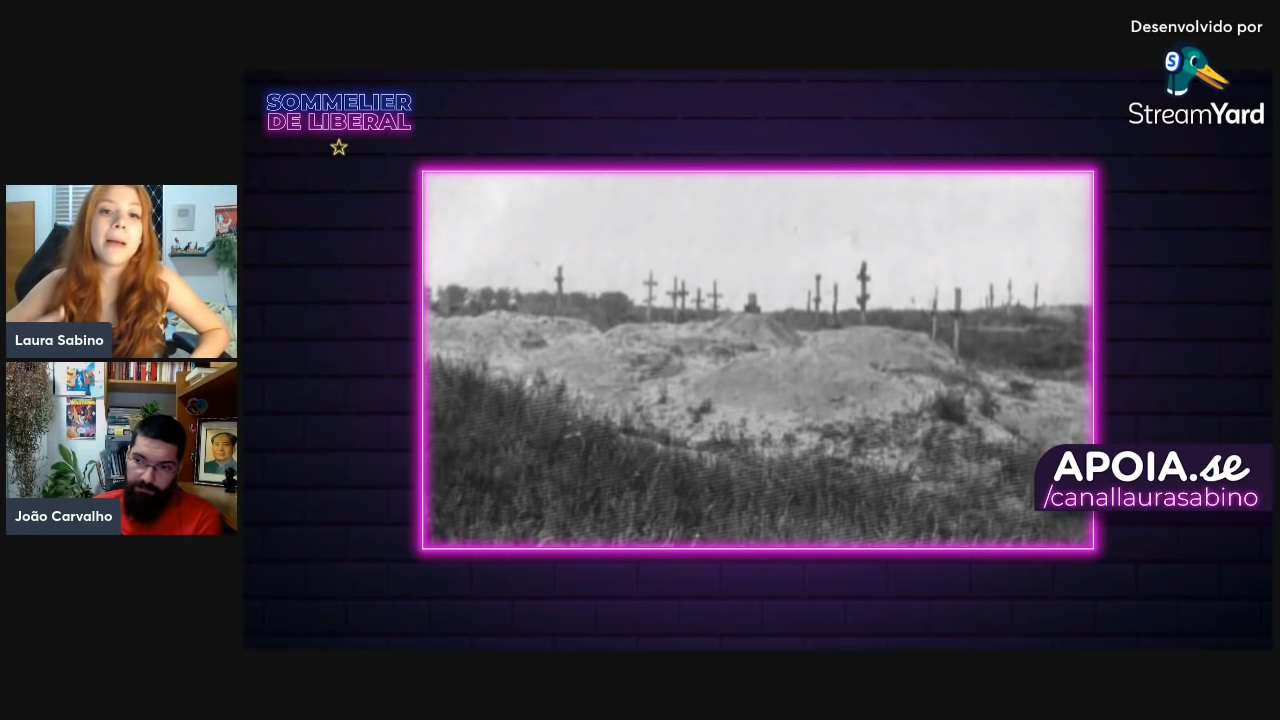 Desenvolvido por
StreamYard
SOMMELIER
DE LIBERAL
Laura Sabino
João Carvalho
APOIA.se
/canallaurasabino